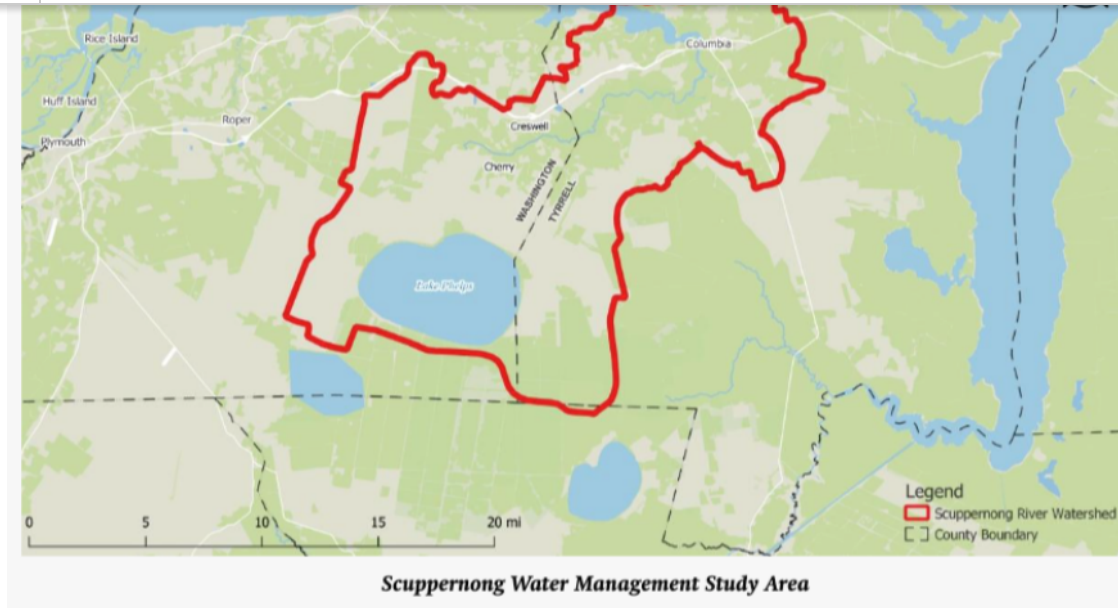 Rice Island
Columbia
Huff Island
Roper
Creswell
Plymouth
Cherry
WASHINGTON
TYRRELL
Lake Phelps
Legend
Scuppernong River Watershed
County Boundary
0 5 10 15 20 mi
Scuppernong Water Management Study Area